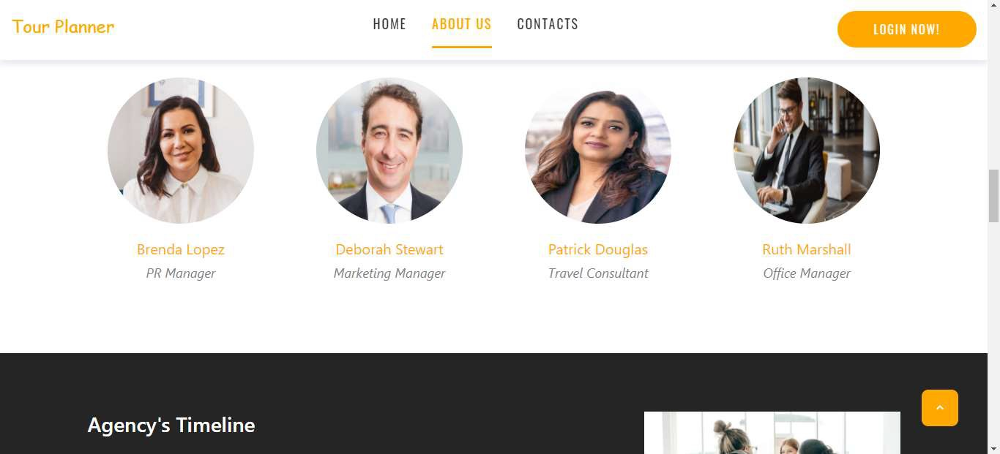 Tour Planner
HOME
ABOUT US
CONTACTS
LOGIN NOW!
Brenda Lopez
Deborah Stewart
Patrick Douglas
Ruth Marshall
PR Manager
Marketing Manager
Travel Consultant
Office Manager
Agency's Timeline